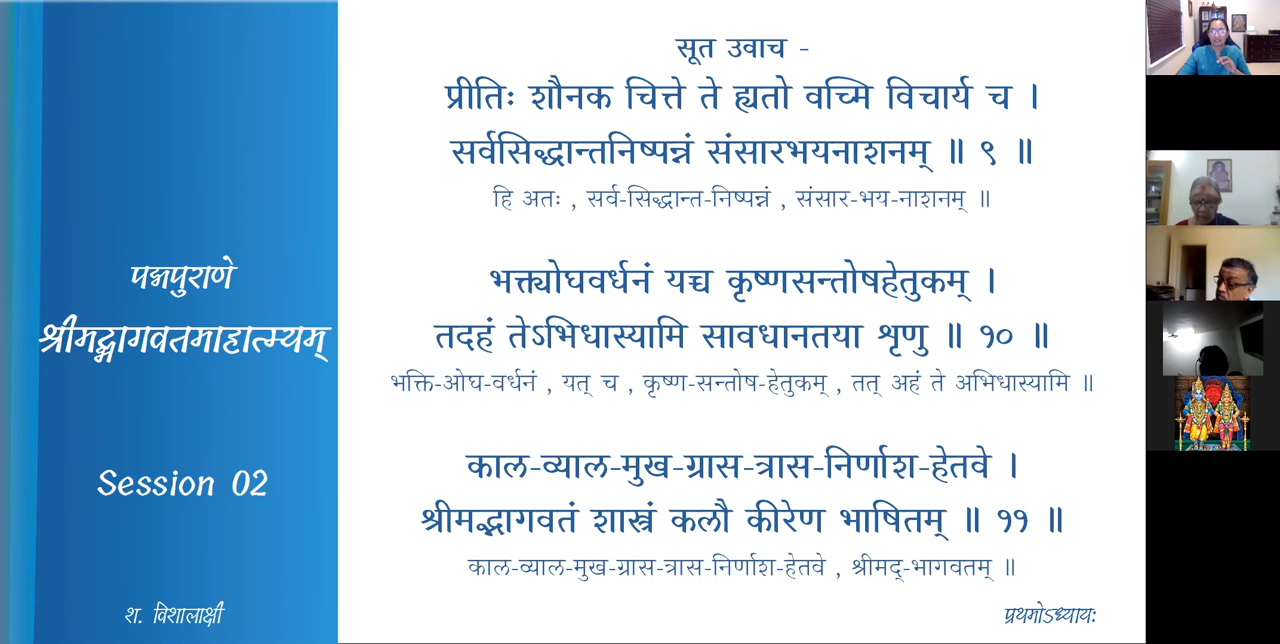 पद्मपुराणे
श्रीमद्भागवतमाहात्म्यम्
Session 02
श. विशालाक्षी
सूत उवाच -
प्रीतिः शौनक चित्ते ते ह्यतो वच्मि विचार्य च ।
सर्वसिद्धान्तनिष्पन्नं संसारभयनाशनम् ॥ ९ ॥
हि अतः , सर्व-सिद्धान्त-निष्पन्नं , संसार-भय-नाशनम् ॥
भक्त्योघवर्धनं यच्च कृष्णसन्तोषहेतुकम् ।
तदहं तेऽभिधास्यामि सावधानतया शृणु ॥ १० ॥
भक्ति-ओघ-वर्धनं , यत् च , कृष्ण-सन्तोष-हेतुकम् , तत् अहं ते अभिधास्यामि ॥
काल-व्याल-मुख-ग्रास-त्रास-निर्णाश-हेतवे ।
श्रीमद्भागवतं शास्त्रं कलौ कीरेण भाषितम् ॥ ११ ॥
काल-व्याल-मुख-ग्रास-त्रास-निर्णाश-हेतवे , श्रीमद्-भागवतम् ॥
प्रथमोऽध्यायः